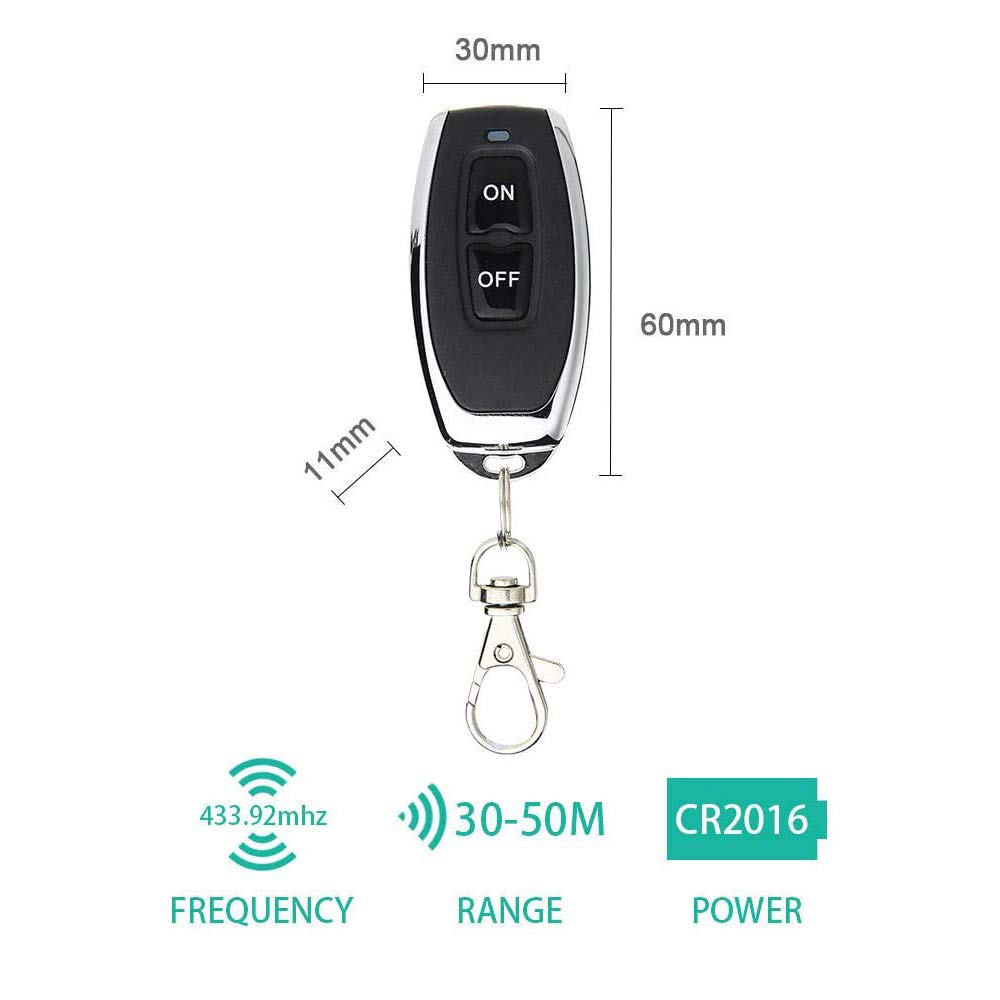 30mm
ON
OFF
60mm
11mm
433.92mhz
30-50M
CR2016
FREQUENCY
RANGE
POWER